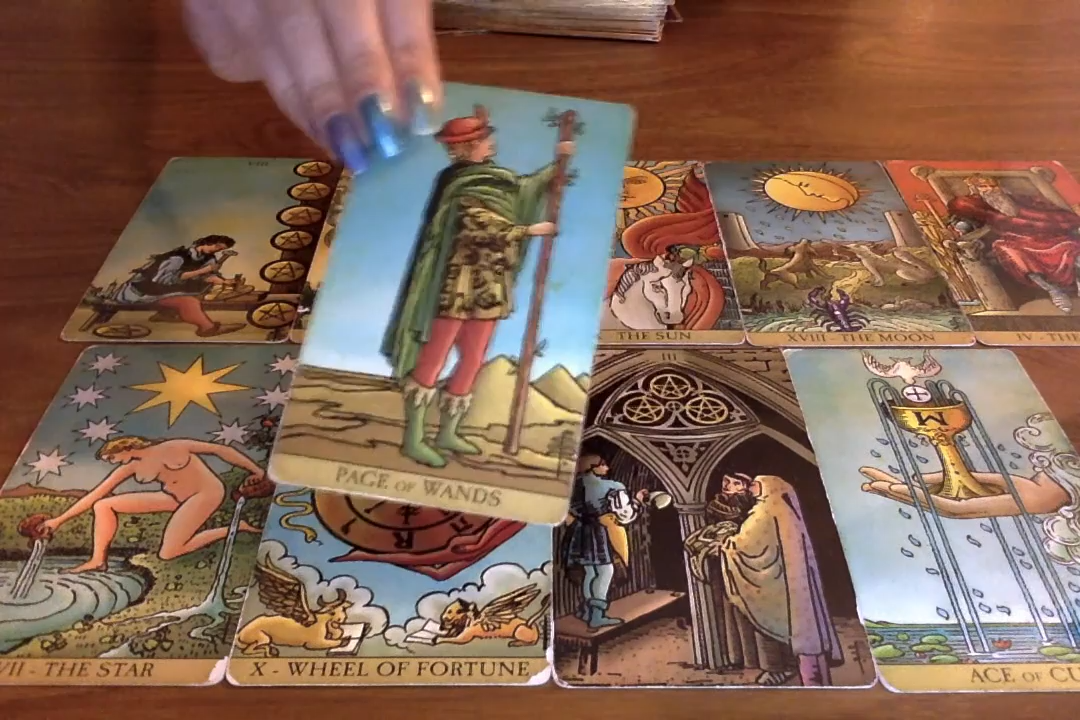 VIII
THE SUN
XVIII - THE MOON
IV - THE
PAGE OF WANDS
III
VII - THE STAR
X - WHEEL OF FORTUNE
ACE OF CU